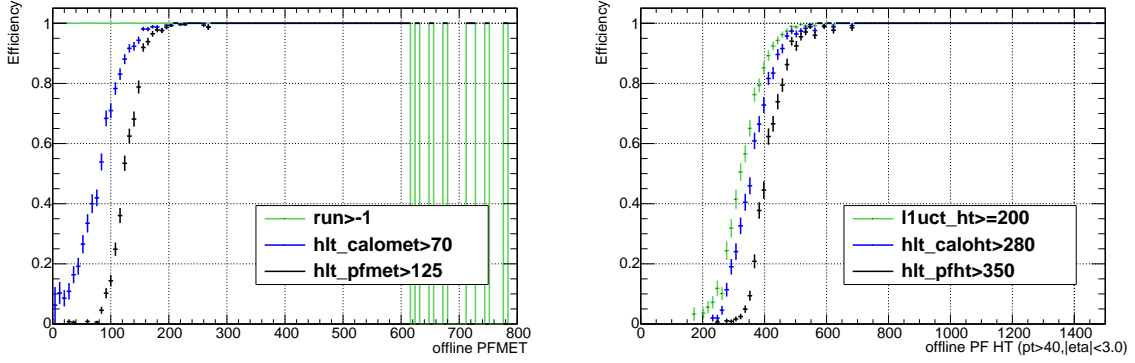 Efficiency
1
0.8
0.6
0.4
0.2
0
run>-1
hlt_calomet>70
hlt_pfmet>125
0 100 200 300 400 500 600 700 800
offline PFMET
Efficiency
1
0.8
0.6
0.4
0.2
0
l1uct_ht>=200
hlt_caloht>280
hlt_pfht>350
0 200 400 600 800 1000 1200 1400
offline PF HT (pt>40,|eta|<3.0)